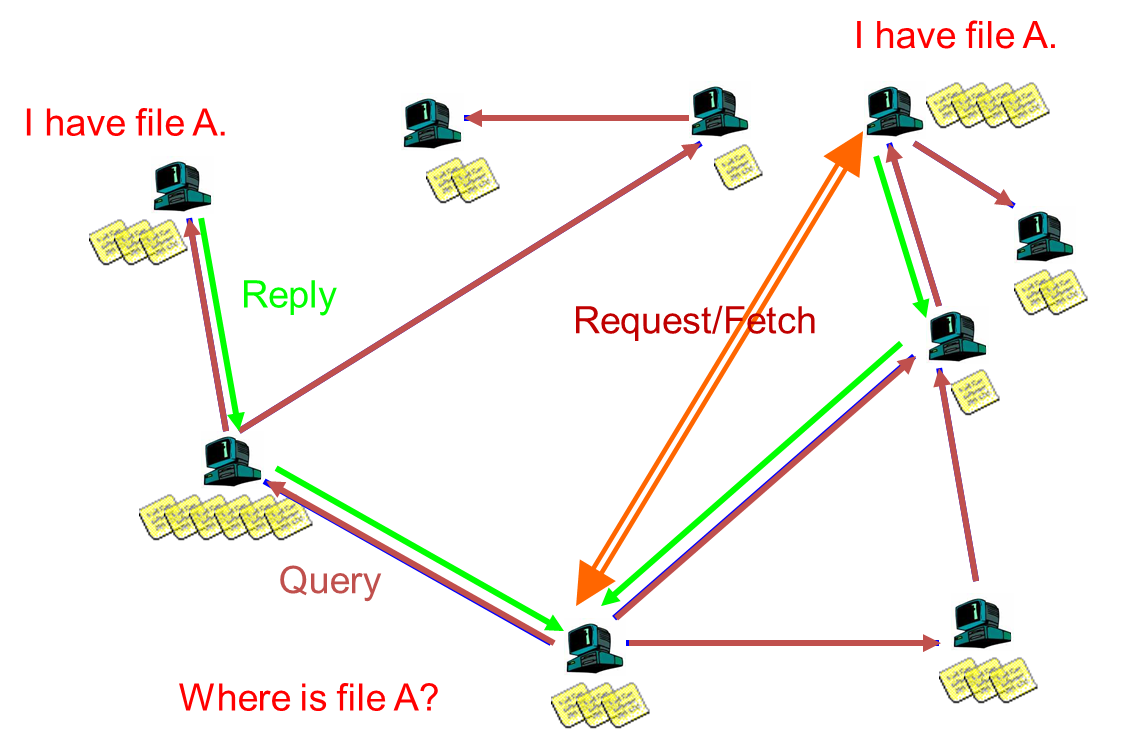 I have file A.
I have file A.
Reply
Request/Fetch
Query
Where is file A?